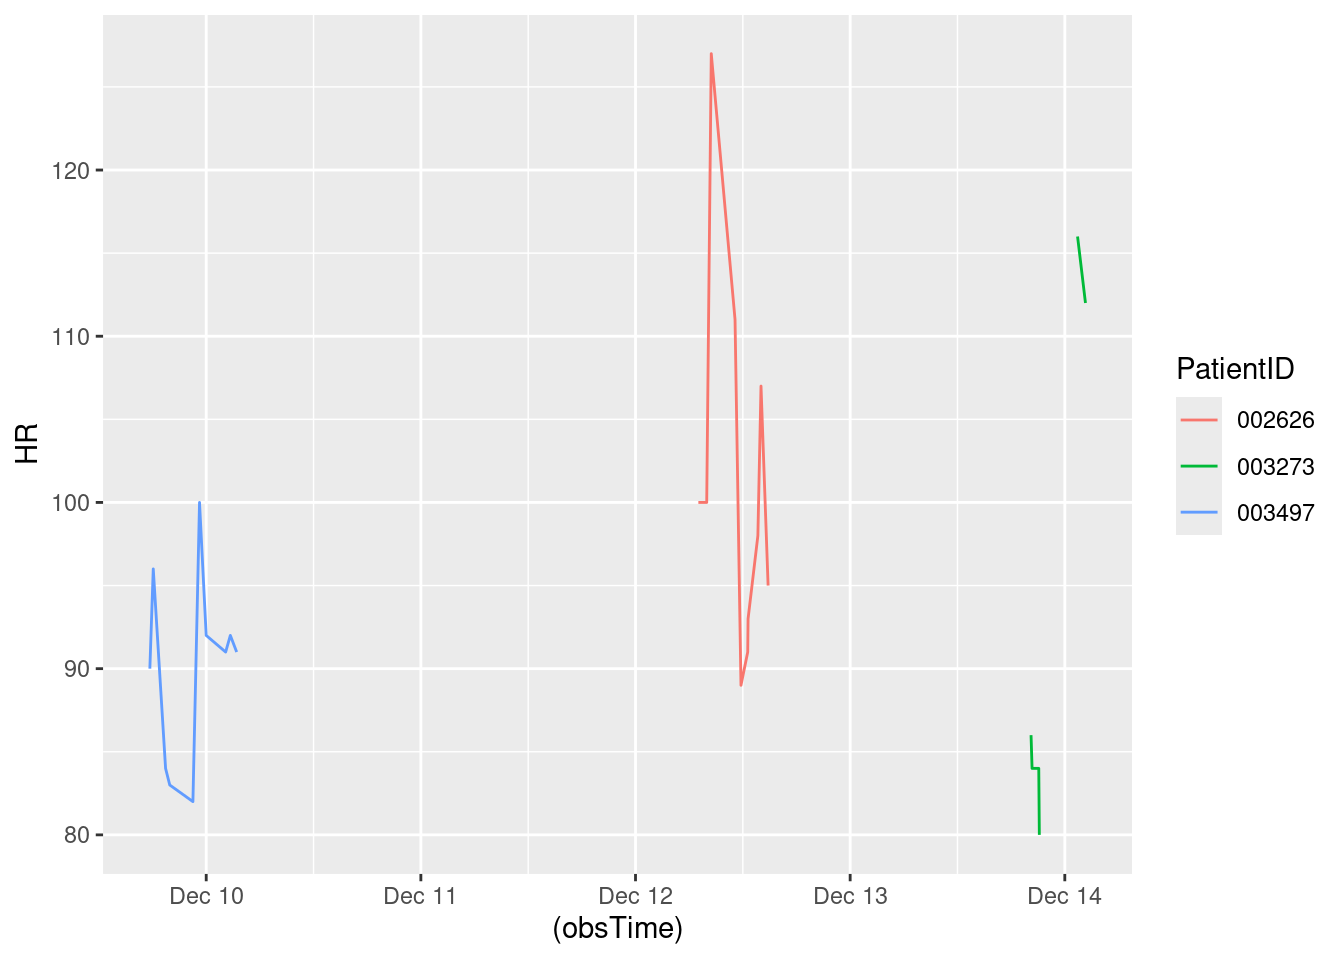 120
110
100
90
80
HR
Dec 10
Dec 11
Dec 12
Dec 13
Dec 14
(obsTime)
PatientID
002626
003273
003497